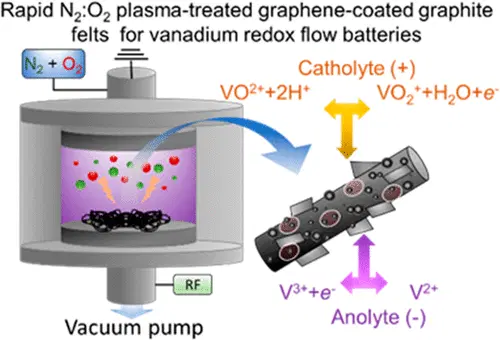 Rapid N₂:O₂ plasma-treated graphene-coated graphite
felts for vanadium redox flow batteries
N₂ + O₂
Catholyte (+)
VO²⁺+2H⁺
VO₂⁺+H₂O+e⁻
RF
V³⁺+e⁻
V²⁺
Anolyte (-)
Vacuum pump